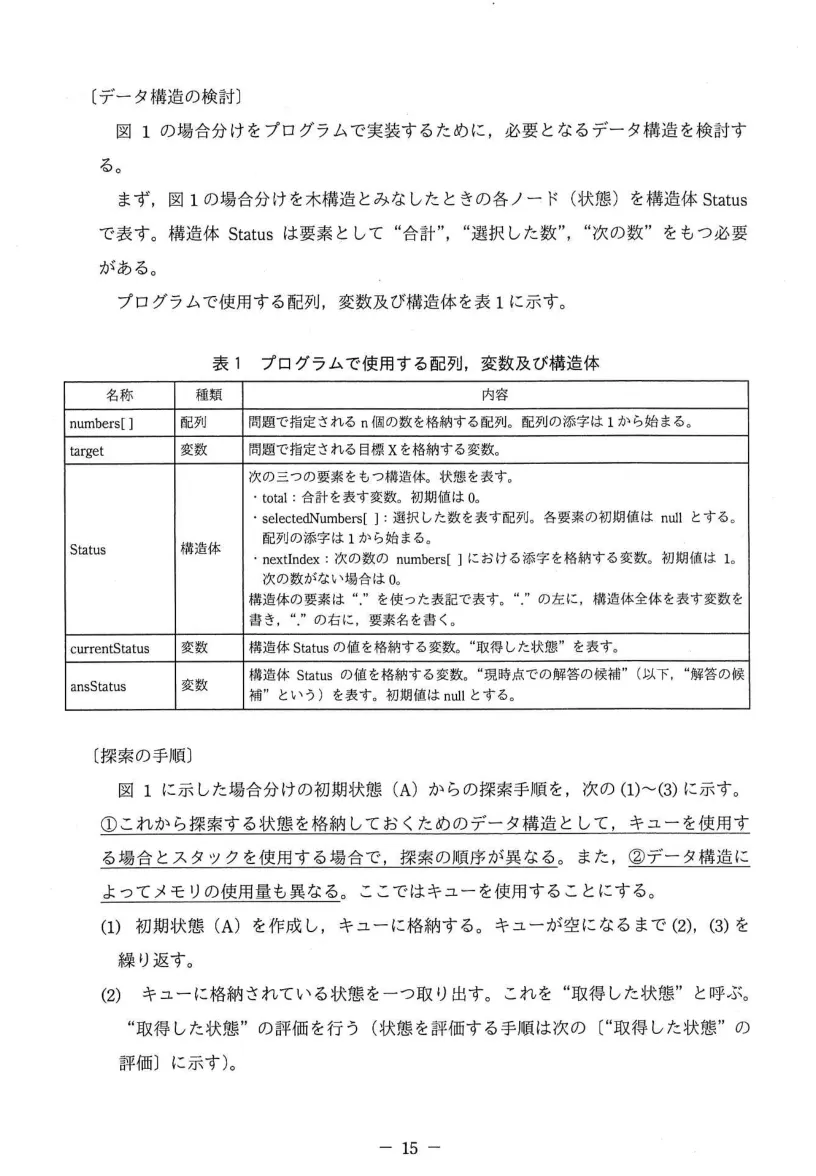 〔データ構造の検討〕
図 1 の場合分けをプログラムで実装するために，必要となるデータ構造を検討す
る。
まず，図 1 の場合分けを木構造とみなしたときの各ノード（状態）を構造体 Status
で表す。構造体 Status は要素として “合計”，“選択した数”，“次の数” をもつ必要
がある。
プログラムで使用する配列，変数及び構造体を表 1 に示す。
表 1　プログラムで使用する配列，変数及び構造体
名称 種類 内容
numbers[ ] 配列 問題で指定される n 個の数を格納する配列。配列の添字は 1 から始まる。
target 変数 問題で指定される目標 X を格納する変数。
次の三つの要素をもつ構造体。状態を表す。
・total：合計を表す変数。初期値は 0。
・selectedNumbers[ ]：選択した数を表す配列。各要素の初期値は null とする。
配列の添字は 1 から始まる。
Status 構造体
・nextIndex：次の数の numbers[ ] における添字を格納する変数。初期値は 1。
次の数がない場合は 0。
構造体の要素は “.” を使った表記で表す。“.” の左に，構造体全体を表す変数を
書き，“.” の右に，要素名を書く。
currentStatus 変数 構造体 Status の値を格納する変数。“取得した状態” を表す。
ansStatus 変数 構造体 Status の値を格納する変数。“現時点での解答の候補”（以下，“解答の候
補” という）を表す。初期値は null とする。
〔探索の手順〕
図 1 に示した場合分けの初期状態（A）からの探索手順を，次の (1)～(3) に示す。
①これから探索する状態を格納しておくためのデータ構造として，キューを使用す
る場合とスタックを使用する場合で，探索の順序が異なる。また，②データ構造に
よってメモリの使用量も異なる。ここではキューを使用することにする。
(1) 初期状態（A）を作成し，キューに格納する。キューが空になるまで (2)，(3) を
繰り返す。
(2) キューに格納されている状態を一つ取り出す。これを “取得した状態” と呼ぶ。
“取得した状態” の評価を行う（状態を評価する手順は次の〔“取得した状態” の
評価〕に示す）。
－ 15 －